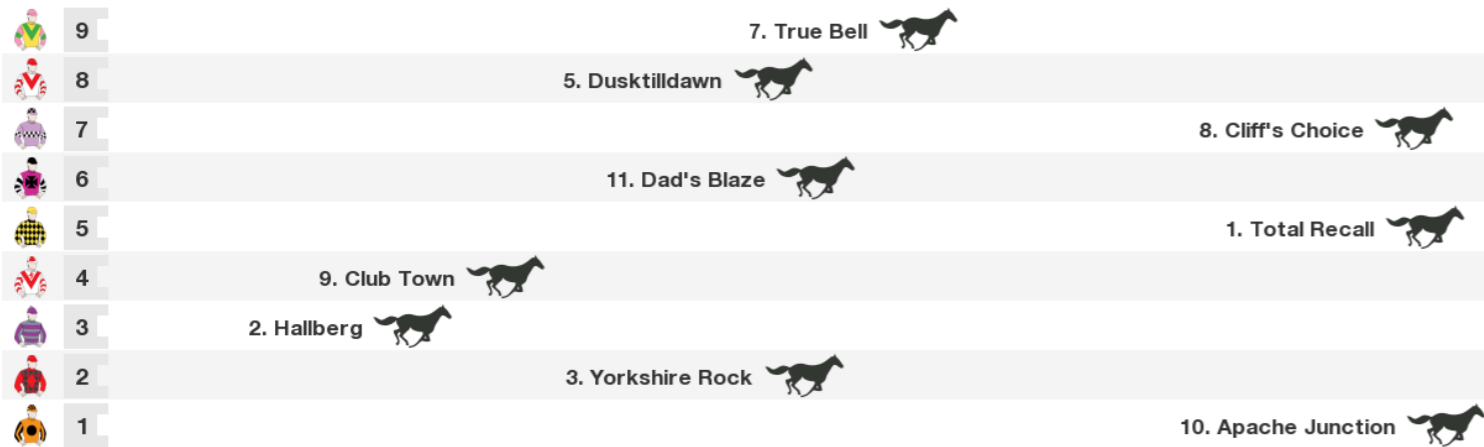 9 7. True Bell
8 5. Dusktilldawn
7 8. Cliff's Choice
6 11. Dad's Blaze
5 1. Total Recall
4 9. Club Town
3 2. Hallberg
2 3. Yorkshire Rock
1 10. Apache Junction